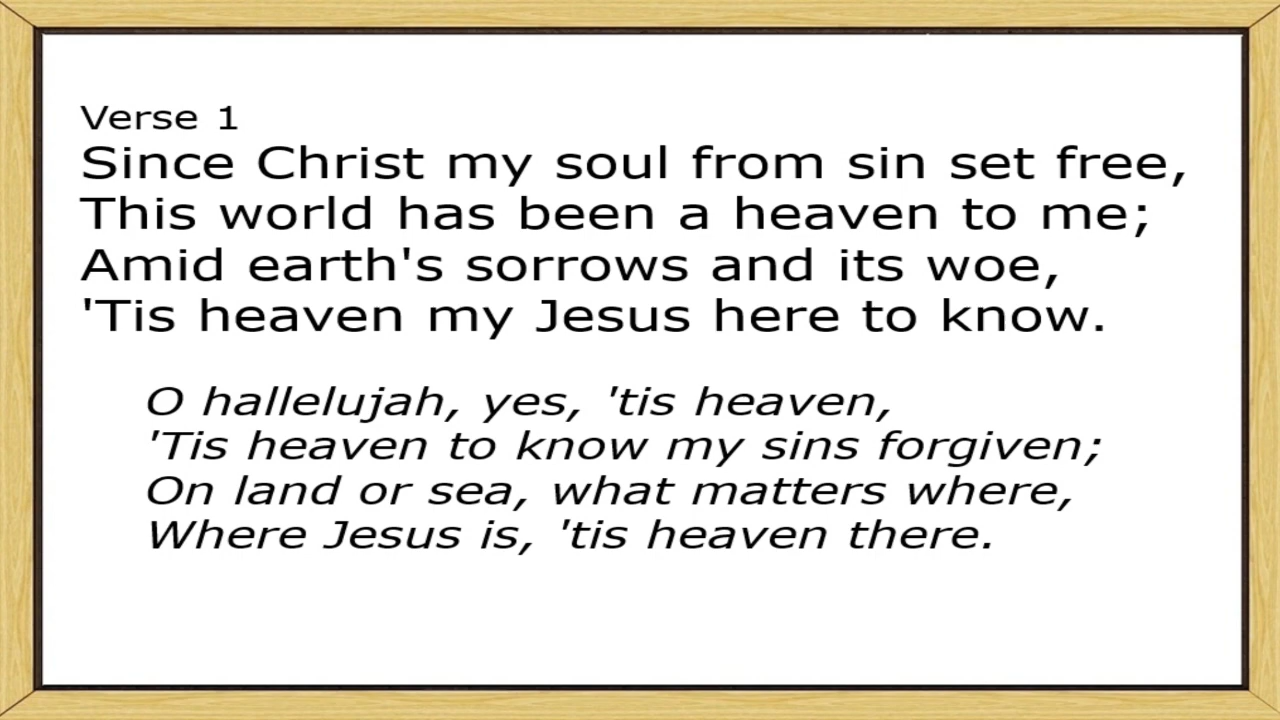 Verse 1
Since Christ my soul from sin set free,
This world has been a heaven to me;
Amid earth's sorrows and its woe,
'Tis heaven my Jesus here to know.
O hallelujah, yes, 'tis heaven,
'Tis heaven to know my sins forgiven;
On land or sea, what matters where,
Where Jesus is, 'tis heaven there.